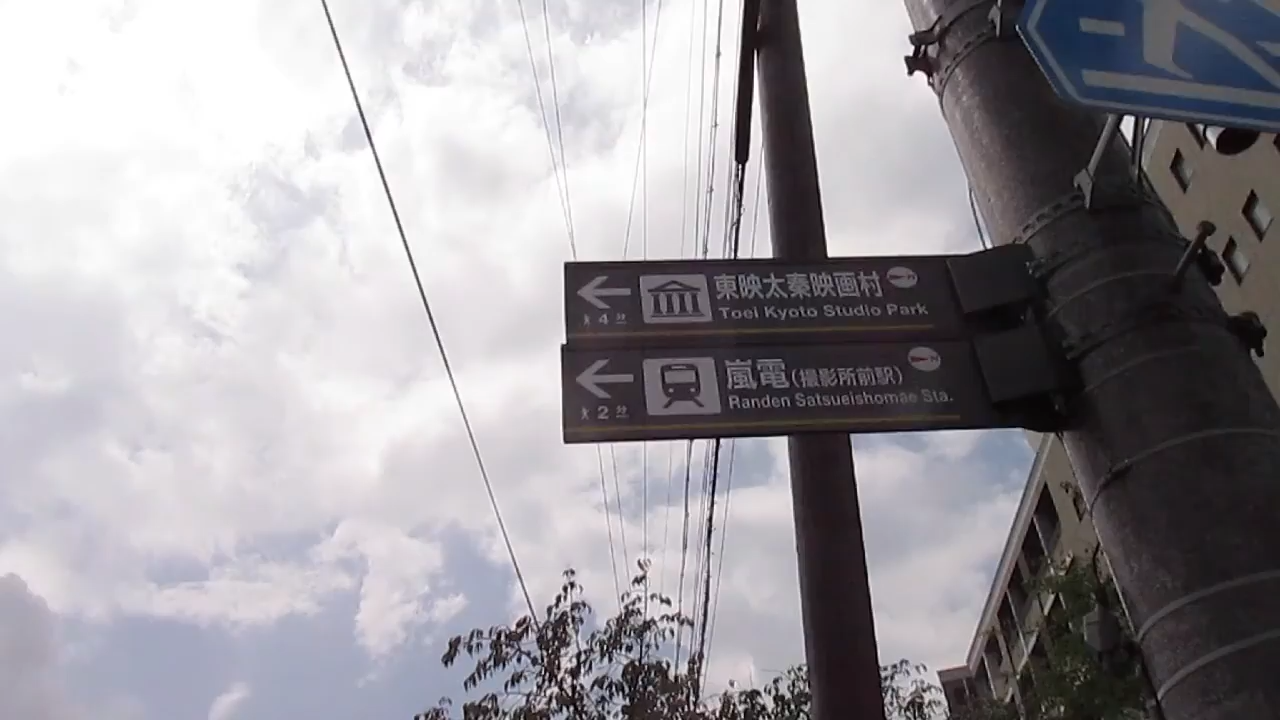 東映太秦映画村
Toei Kyoto Studio Park
4分
嵐電(撮影所前駅)
Randen Satsueishomae Sta.
2分